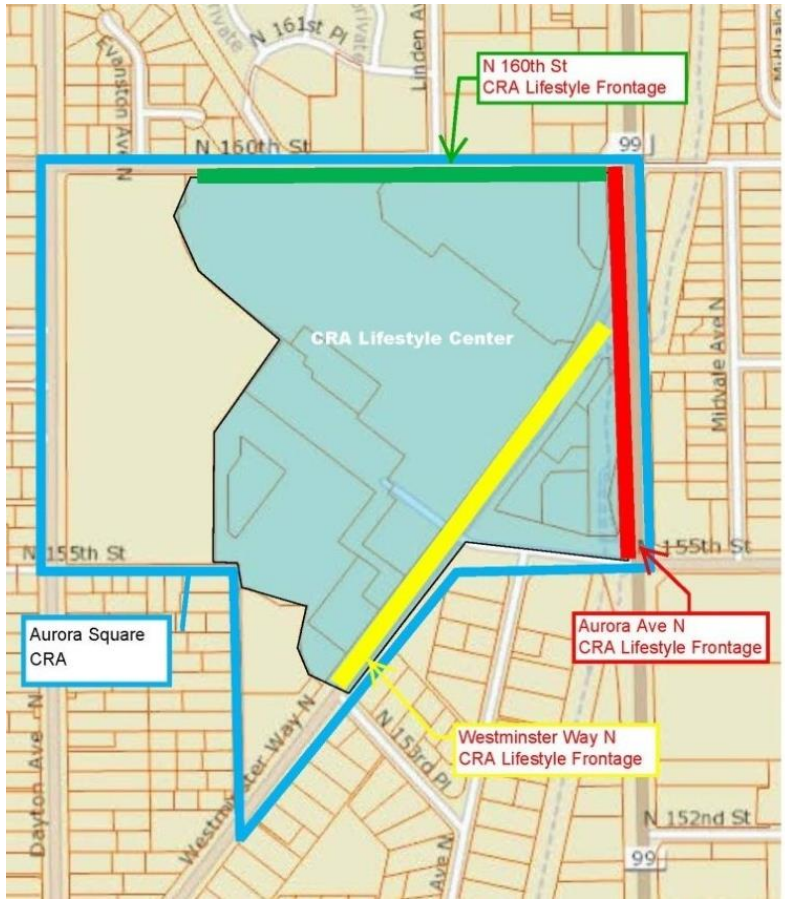 N 161st Pl
Private
private
Linden Av
Evanston Ave N
Midvale
N 160th St
CRA Lifestyle Frontage
99
N 160th St
CRA Lifestyle Center
Midvale Ave N
N 155th St
N 155th St
Aurora Square
CRA
Aurora Ave N
CRA Lifestyle Frontage
Westminster Way N
CRA Lifestyle Frontage
Dayton Ave N
Westminster Way N
N 153rd Pl
N 152nd St
Ave N
99